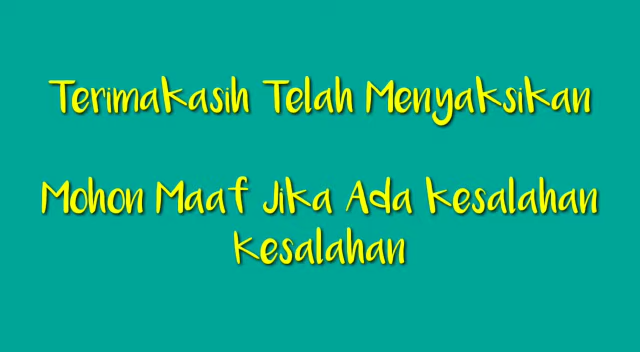 Terimakasih Telah Menyaksikan
Mohon Maaf Jika Ada Kesalahan
Kesalahan